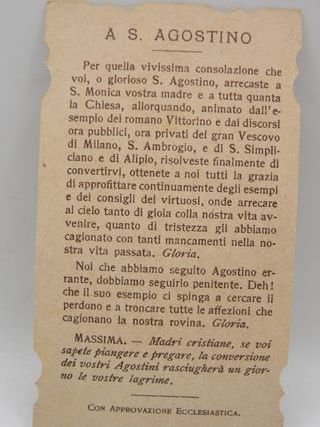 A S. AGOSTINO
Per quella vivissima consolazione che
voi, o glorioso S. Agostino, arrecaste a
S. Monica vostra madre e a tutta quanta
la Chiesa, allorquando, animato dall'e-
sempio dei romano Vittorino e dai discorsi
ora pubblici, ora privati del gran Vescovo
di Milano, S. Ambrogio, e di S. Simpli-
ciano e di Alipio, risolveste finalmente di
convertirvi, ottenete a noi tutti la grazia
di approfittare continuamente degli esempi
e dei consigli dei virtuosi, onde arrecare
al cielo tanto di gioia colla nostra vita av-
venire, quanto di tristezza gli abbiamo
cagionato con tanti mancamenti nella no-
stra vita passata. Gloria.
Noi che abbiamo seguito Agostino er-
rante, dobbiamo seguirlo penitente. Deh!
che il suo esempio ci spinga a cercare il
perdono e a troncare tutte le affezioni che
cagionano la nostra rovina. Gloria.
MASSIMA. — Madri cristiane, se voi
sapete piangere e pregare, la conversione
dei vostri Agostini rasciugherà un gior-
no le vostre lagrime.
CON APPROVAZIONE ECCLESIASTICA.